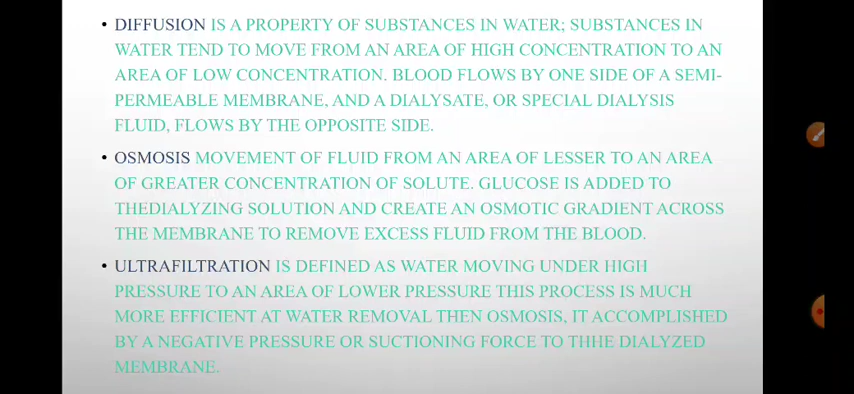 • DIFFUSION IS A PROPERTY OF SUBSTANCES IN WATER; SUBSTANCES IN
WATER TEND TO MOVE FROM AN AREA OF HIGH CONCENTRATION TO AN
AREA OF LOW CONCENTRATION. BLOOD FLOWS BY ONE SIDE OF A SEMI-
PERMEABLE MEMBRANE, AND A DIALYSATE, OR SPECIAL DIALYSIS
FLUID, FLOWS BY THE OPPOSITE SIDE.
• OSMOSIS MOVEMENT OF FLUID FROM AN AREA OF LESSER TO AN AREA
OF GREATER CONCENTRATION OF SOLUTE. GLUCOSE IS ADDED TO
THEDIALYZING SOLUTION AND CREATE AN OSMOTIC GRADIENT ACROSS
THE MEMBRANE TO REMOVE EXCESS FLUID FROM THE BLOOD.
• ULTRAFILTRATION IS DEFINED AS WATER MOVING UNDER HIGH
PRESSURE TO AN AREA OF LOWER PRESSURE THIS PROCESS IS MUCH
MORE EFFICIENT AT WATER REMOVAL THEN OSMOSIS, IT ACCOMPLISHED
BY A NEGATIVE PRESSURE OR SUCTIONING FORCE TO THHE DIALYZED
MEMBRANE.